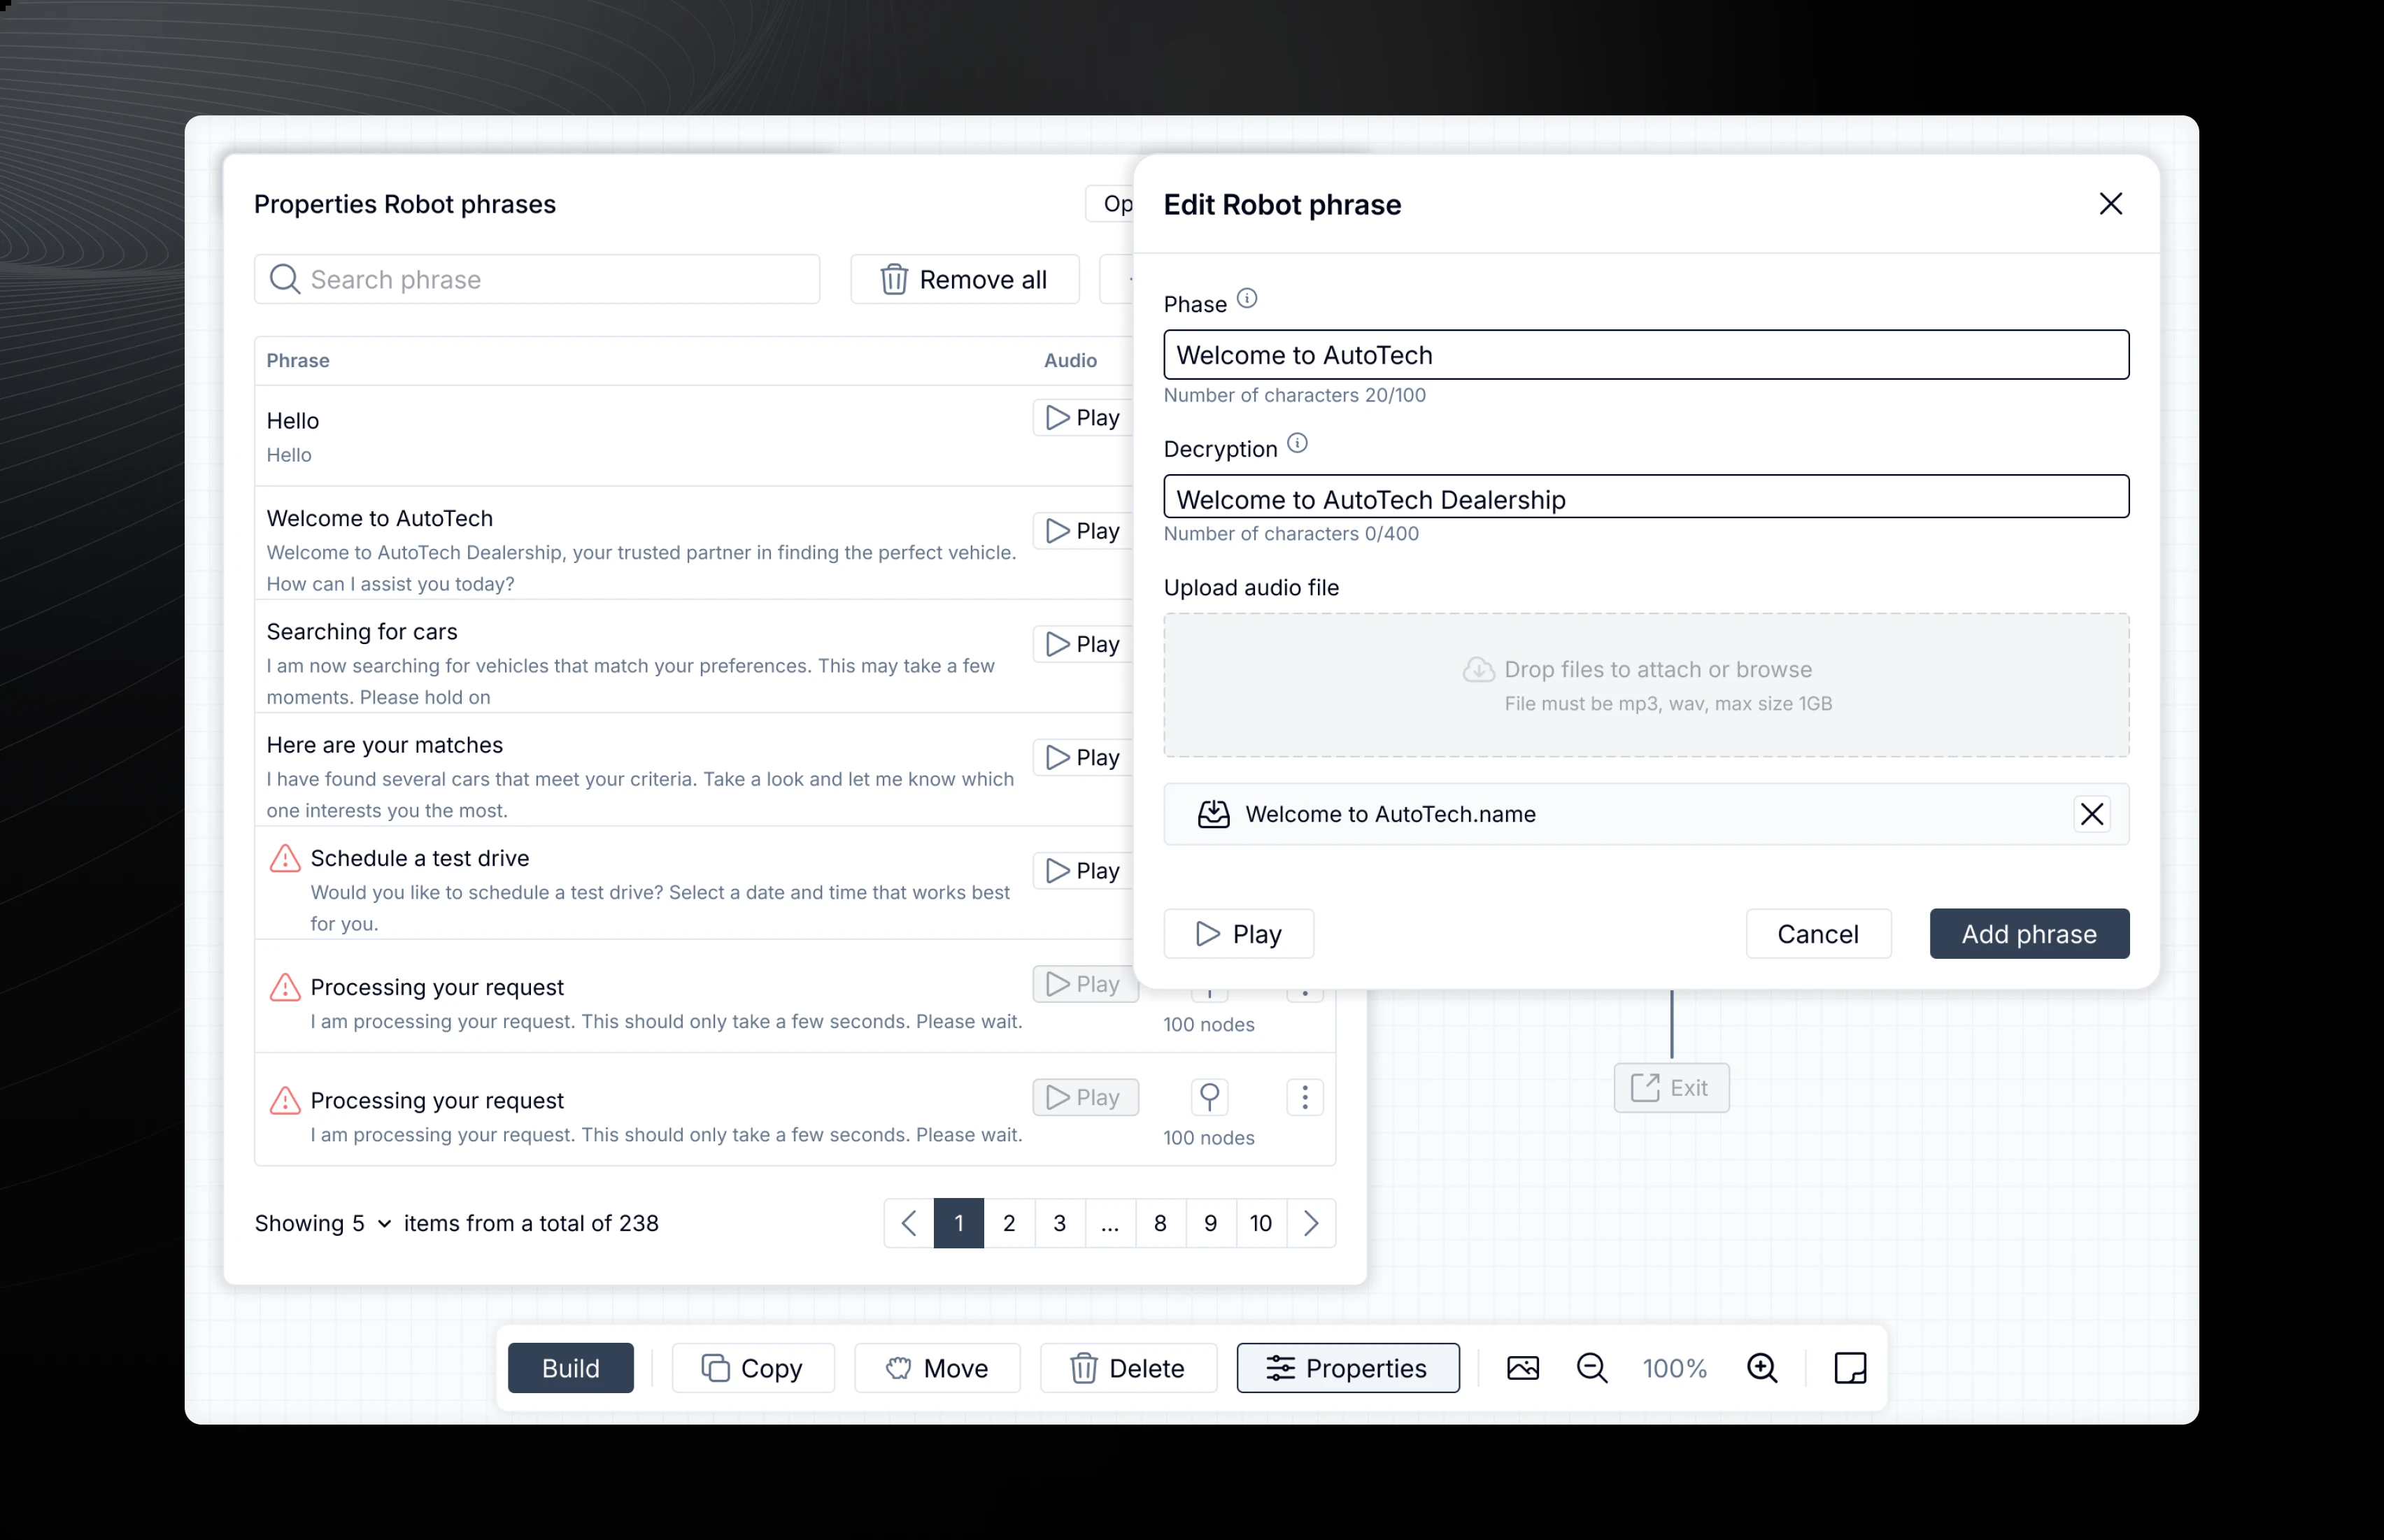 Properties Robot phrases
Op
Search phrase
Remove all
Phrase
Audio
Hello
Hello
Play
Welcome to AutoTech
Welcome to AutoTech Dealership, your trusted partner in finding the perfect vehicle.
How can I assist you today?
Play
Searching for cars
I am now searching for vehicles that match your preferences. This may take a few
moments. Please hold on
Play
Here are your matches
I have found several cars that meet your criteria. Take a look and let me know which
one interests you the most.
Play
Schedule a test drive
Would you like to schedule a test drive? Select a date and time that works best
for you.
Play
Processing your request
I am processing your request. This should only take a few seconds. Please wait.
Play
100 nodes
Processing your request
I am processing your request. This should only take a few seconds. Please wait.
Play
100 nodes
Showing 5 items from a total of 238
1 2 3 ... 8 9 10
Edit Robot phrase
Phase
Welcome to AutoTech
Number of characters 20/100
Decryption
Welcome to AutoTech Dealership
Number of characters 0/400
Upload audio file
Drop files to attach or browse
File must be mp3, wav, max size 1GB
Welcome to AutoTech.name
Play
Cancel
Add phrase
Exit
Build
Copy
Move
Delete
Properties
100%